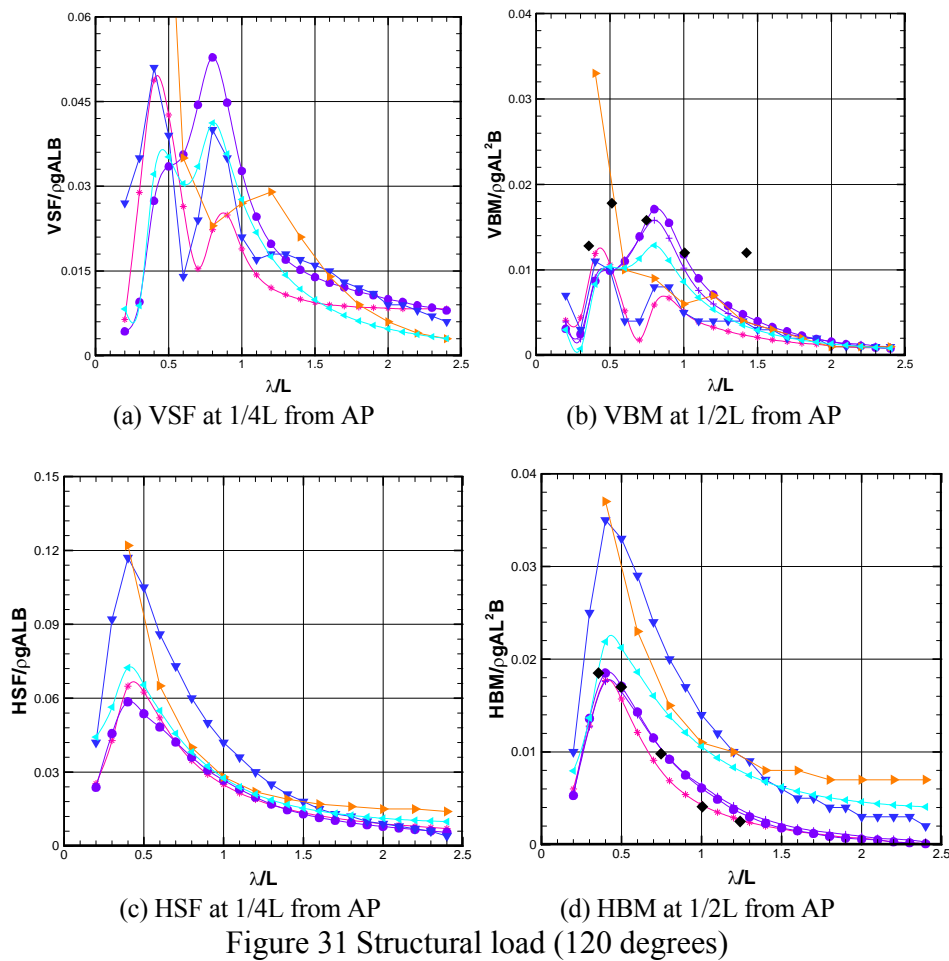 VSF/ρgALB
0.06
0.045
0.03
0.015
0
0 0.5 1 1.5 2 2.5
λ/L
(a) VSF at 1/4L from AP
VBM/ρgAL²B
0.04
0.03
0.02
0.01
0
0 0.5 1 1.5 2 2.5
λ/L
(b) VBM at 1/2L from AP
HSF/ρgALB
0.15
0.12
0.09
0.06
0.03
0
0 0.5 1 1.5 2 2.5
λ/L
(c) HSF at 1/4L from AP
HBM/ρgAL²B
0.04
0.03
0.02
0.01
0
0 0.5 1 1.5 2 2.5
λ/L
(d) HBM at 1/2L from AP
Figure 31 Structural load (120 degrees)